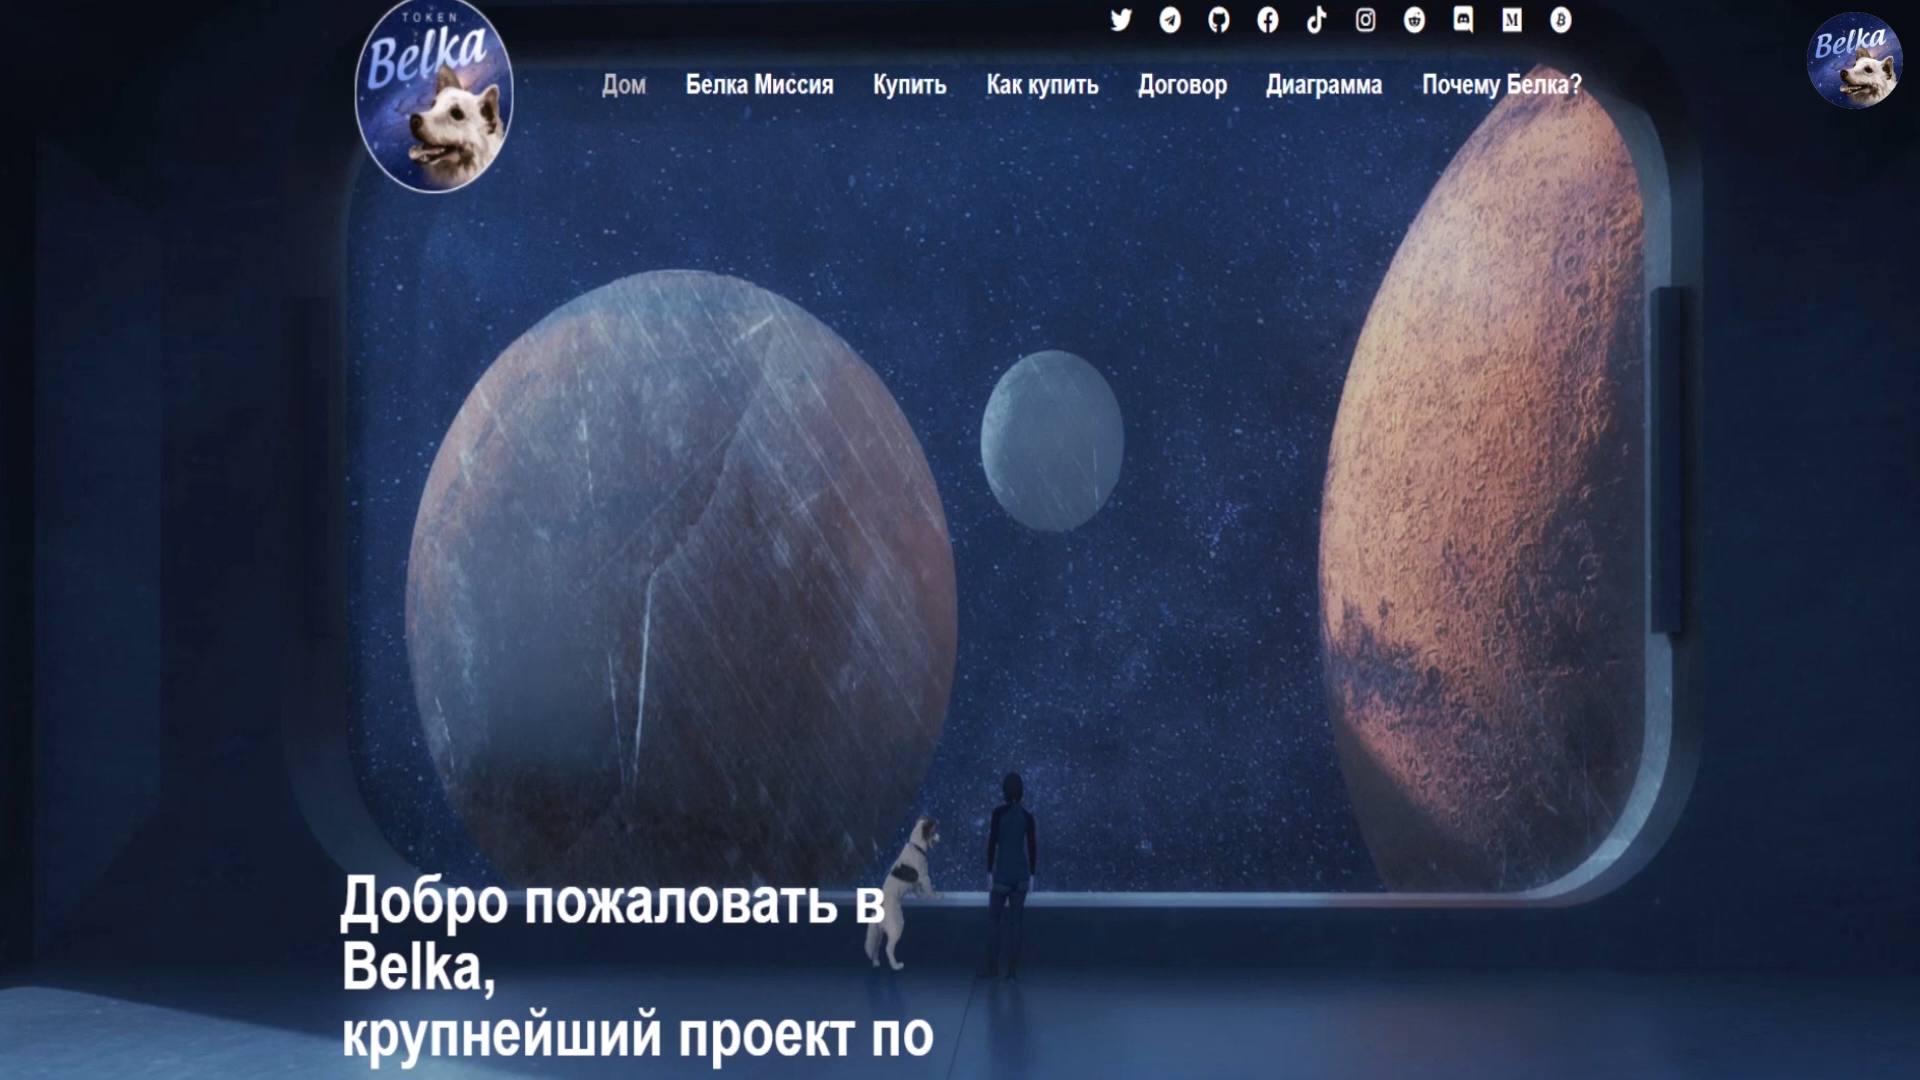 TOKEN
Belka
Belka
Дом Белка Миссия Купить Как купить Договор Диаграмма Почему Белка?
Добро пожаловать в
Belka,
крупнейший проект по